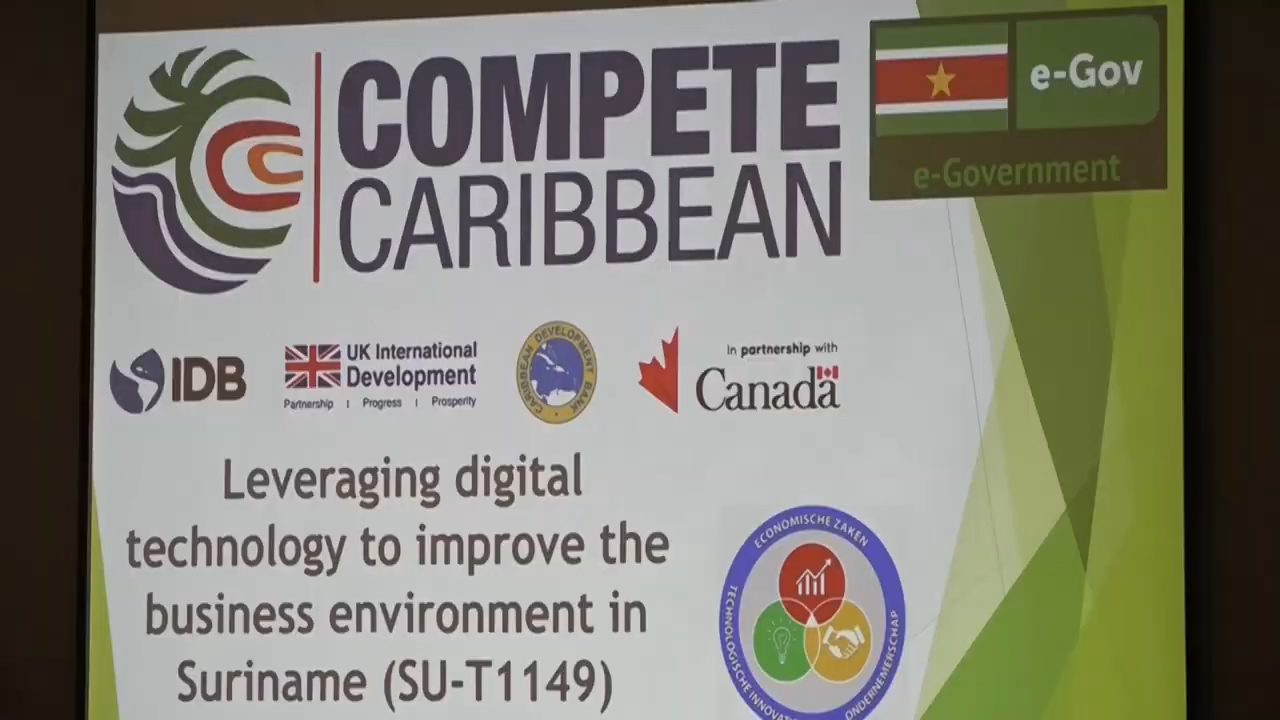 COMPETE
CARIBBEAN
e-Gov
e-Government
IDB
UK International
Development
Partnership | Progress | Prosperity
CARIBBEAN DEVELOPMENT BANK
In partnership with
Canada
Leveraging digital
technology to improve the
business environment in
Suriname (SU-T1149)
ECONOMISCHE ZAKEN
TECHNOLOGISCHE INNOVAT
ONDERNEMERSCHAP